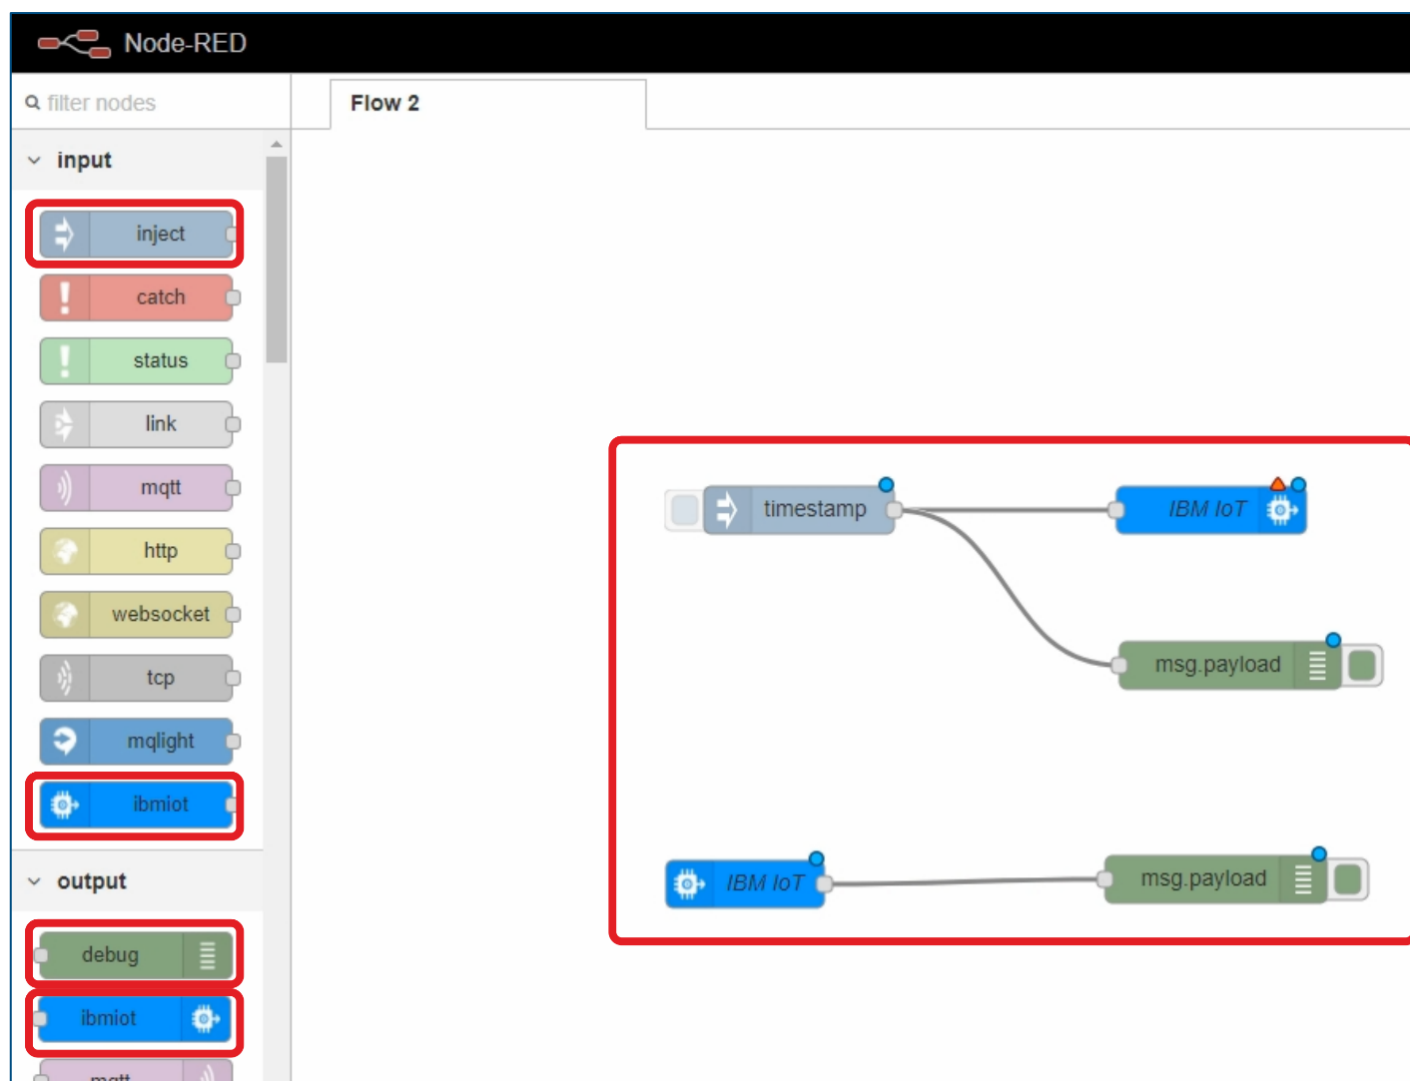 Node-RED
filter nodes
Flow 2
input
inject
catch
status
link
mqtt
http
websocket
tcp
mqlight
ibmiot
output
debug
ibmiot
mqtt
timestamp
IBM IoT
msg.payload
IBM IoT
msg.payload